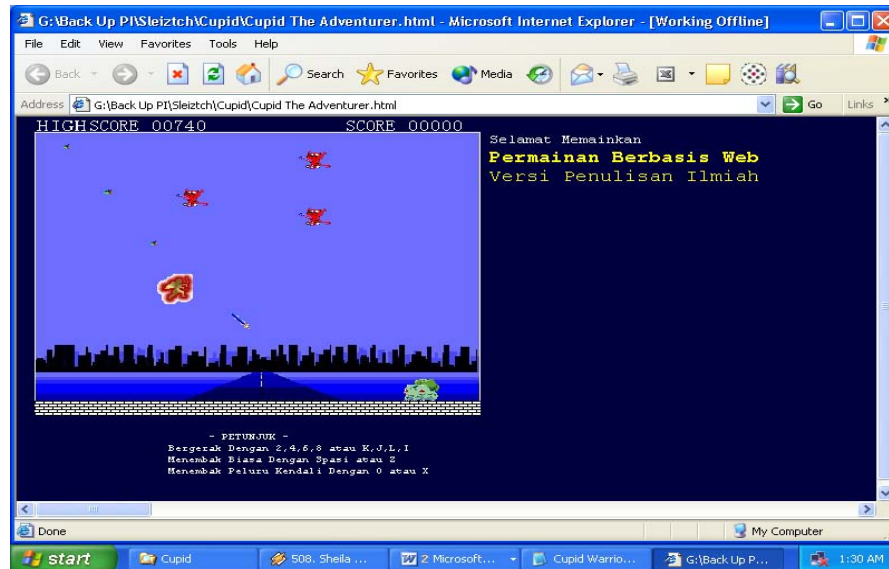 G:\Back Up PI\Sleiztch\Cupid\Cupid The Adventurer.html - Microsoft Internet Explorer - [Working Offline]
File Edit View Favorites Tools Help
Back Search Favorites Media
Address G:\Back Up PI\Sleiztch\Cupid\Cupid The Adventurer.html Go Links
HIGHSCORE 00740 SCORE 00000
Selamat Memainkan
Permainan Berbasis Web
Versi Penulisan Ilmiah
- PETUNJUK -
Bergerak Dengan 2,4,6,8 atau K,J,L,I
Menembak Biasa Dengan Spasi atau Z
Menembak Peluru Kendali Dengan 0 atau X
Done My Computer
start Cupid 508. Sheila ... 2 Microsoft... Cupid Warrio... G:\Back Up P... 1:30 AM